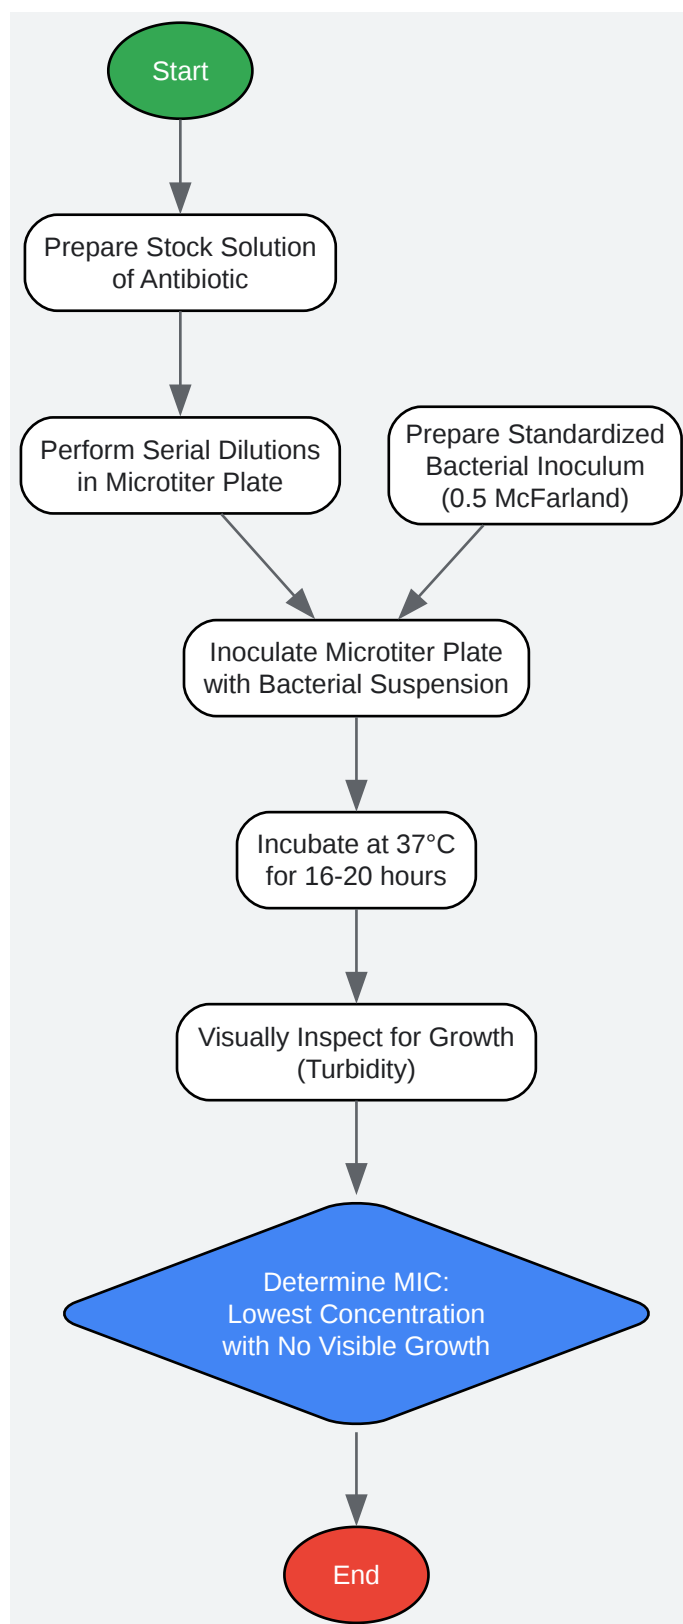 Start
Prepare Stock Solution
of Antibiotic
Perform Serial Dilutions
in Microtiter Plate
Prepare Standardized
Bacterial Inoculum
(0.5 McFarland)
Inoculate Microtiter Plate
with Bacterial Suspension
Incubate at 37°C
for 16-20 hours
Visually Inspect for Growth
(Turbidity)
Determine MIC:
Lowest Concentration
with No Visible Growth
End